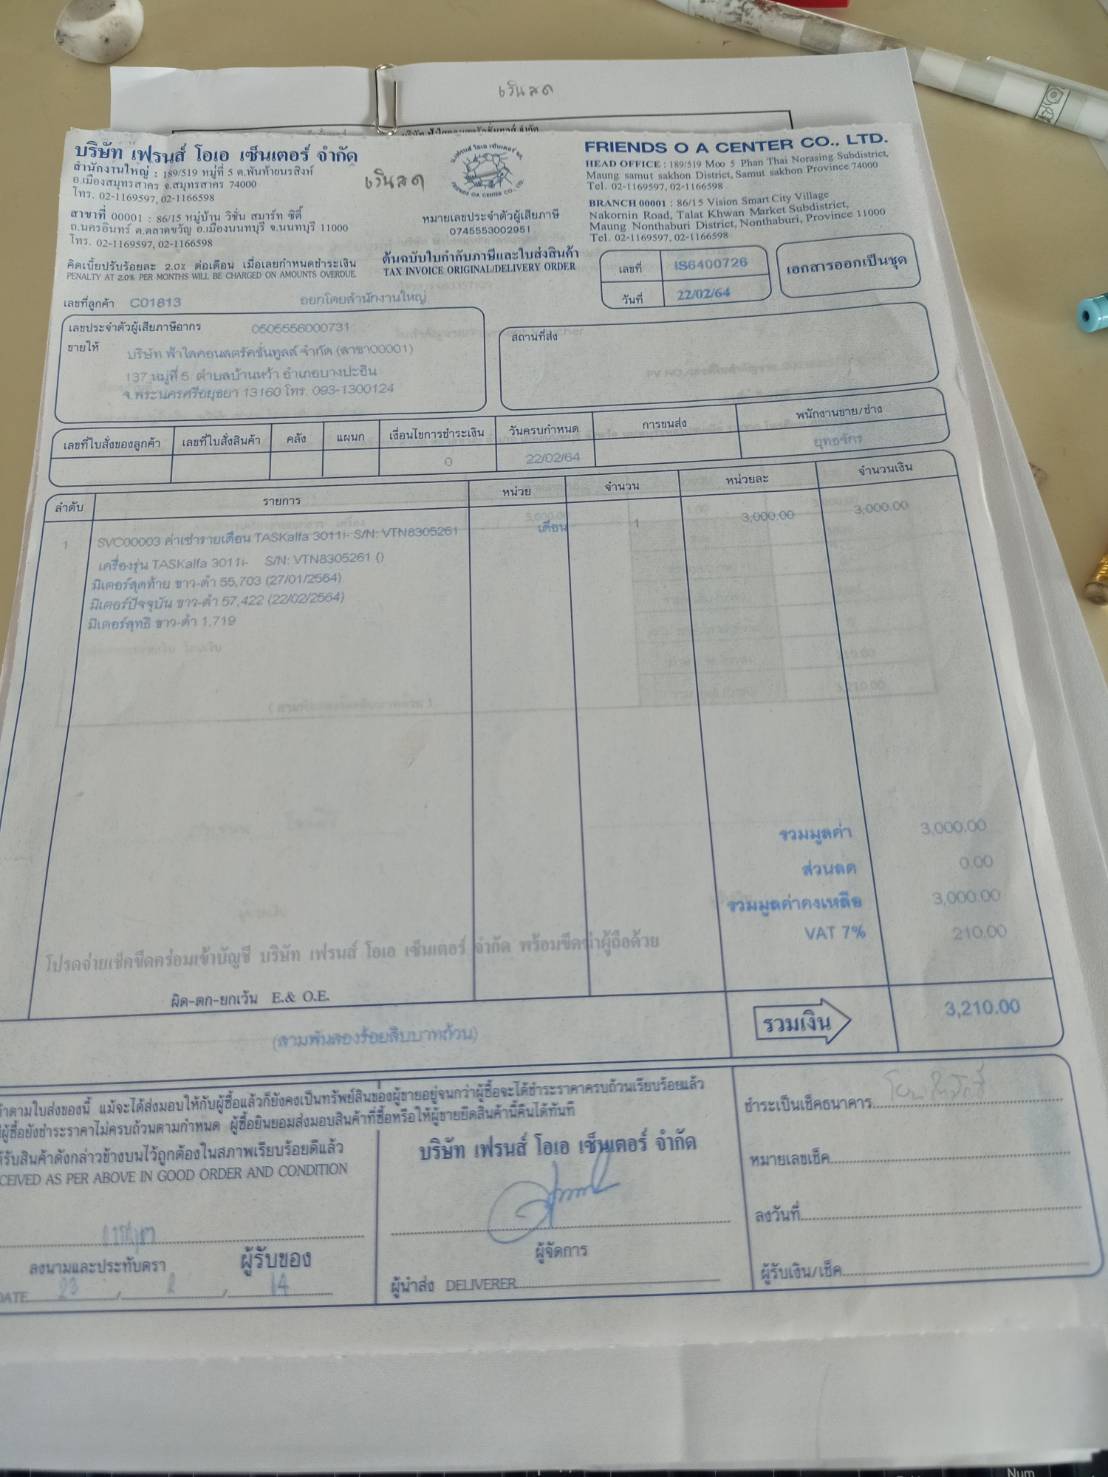 เงินสด
บริษัท เฟรนส์ โอเอ เซ็นเตอร์ จำกัด
สำนักงานใหญ่ : 189/519 หมู่ที่ 5 ต.พันท้ายนรสิงห์
อ.เมืองสมุทรสาคร จ.สมุทรสาคร 74000
โทร. 02-1169597, 02-1166598
สาขาที่ 00001 : 86/15 หมู่บ้าน วิชั่น สมาร์ท ซิตี้
ถ.นครอินทร์ ต.ตลาดขวัญ อ.เมืองนนทบุรี จ.นนทบุรี 11000
โทร. 02-1169597, 02-1166598
คิดเบี้ยปรับร้อยละ 2.0% ต่อเดือน เมื่อเลยกำหนดชำระเงิน
PENALTY AT 2.0% PER MONTHS WILL BE CHARGED ON AMOUNTS OVERDUE
เงินสด
FRIENDS O A CENTER CO., LTD.
หมายเลขประจำตัวผู้เสียภาษี
0745553002951
ต้นฉบับใบกำกับภาษีและใบส่งสินค้า
TAX INVOICE ORIGINAL/DELIVERY ORDER
FRIENDS O A CENTER CO., LTD.
HEAD OFFICE : 189/519 Moo 5 Phan Thai Norasing Subdistrict,
Maung samut sakhon District, Samut sakhon Province 74000
Tel. 02-1169597, 02-1166598
BRANCH 00001 : 86/15 Vision Smart City Village
Nakornin Road, Talat Khwan Market Subdistrict,
Maung Nonthaburi District, Nonthaburi, Province 11000
Tel. 02-1169597, 02-1166598
เลขที่ IS6400726
วันที่ 22/02/64
เอกสารออกเป็นชุด
เลขที่ลูกค้า C01813 ออกโดยสำนักงานใหญ่
เลขประจำตัวผู้เสียภาษีอากร 0505556000731
ขายให้ บริษัท ฟ้าใสคอนสตรัคชั่นทูลส์ จำกัด (สาขา00001)
137 หมู่ที่ 5 ตำบลบ้านหว้า อำเภอบางปะอิน
จ.พระนครศรีอยุธยา 13160 โทร. 093-1300124
สถานที่ส่ง
เลขที่ใบสั่งของลูกค้า เลขที่ใบสั่งสินค้า คลัง แผนก เงื่อนไขการชำระเงิน วันครบกำหนด การขนส่ง พนักงานขาย/ช่าง
0 22/02/64 ยุทธจักร
ลำดับ รายการ หน่วย จำนวน หน่วยละ จำนวนเงิน
1 SVC00003 ค่าเช่ารายเดือน TASKalfa 3011i- S/N: VTN8305261 เดือน 1 3,000.00 3,000.00
เครื่องรุ่น TASKalfa 3011i- S/N: VTN8305261 ()
มิเตอร์สุดท้าย ขาว-ดำ 55,703 (27/01/2564)
มิเตอร์ปัจจุบัน ขาว-ดำ 57,422 (22/02/2564)
มิเตอร์สุทธิ ขาว-ดำ 1,719
รวมมูลค่า 3,000.00
ส่วนลด 0.00
รวมมูลค่าคงเหลือ 3,000.00
VAT 7% 210.00
โปรดจ่ายเช็คขีดคร่อมเข้าบัญชี บริษัท เฟรนส์ โอเอ เซ็นเตอร์ จำกัด พร้อมขีดฆ่าผู้ถือด้วย
ผิด-ตก-ยกเว้น E.& O.E.
(สามพันสองร้อยสิบบาทถ้วน) รวมเงิน 3,210.00
ตามใบส่งของนี้ แม้จะได้ส่งมอบให้กับผู้ซื้อแล้วก็ยังคงเป็นทรัพย์สินของผู้ขายอยู่จนกว่าผู้ซื้อจะได้ชำระราคาครบถ้วนเรียบร้อยแล้ว
ผู้ซื้อยังชำระราคาไม่ครบถ้วนตามกำหนด ผู้ซื้อยินยอมส่งมอบสินค้าที่ซื้อหรือให้ผู้ขายยึดสินค้านี้คืนได้ทันที
รับสินค้าดังกล่าวข้างบนไว้ถูกต้องในสภาพเรียบร้อยดีแล้ว
CEIVED AS PER ABOVE IN GOOD ORDER AND CONDITION
ลงนามและประทับตรา ผู้รับของ
DATE 23 / 2 / 64
บริษัท เฟรนส์ โอเอ เซ็นเตอร์ จำกัด
ผู้จัดการ
ผู้นำส่ง DELIVERER
ชำระเป็นเช็คธนาคาร
หมายเลขเช็ค
ลงวันที่
ผู้รับเงิน/เช็ค
Num